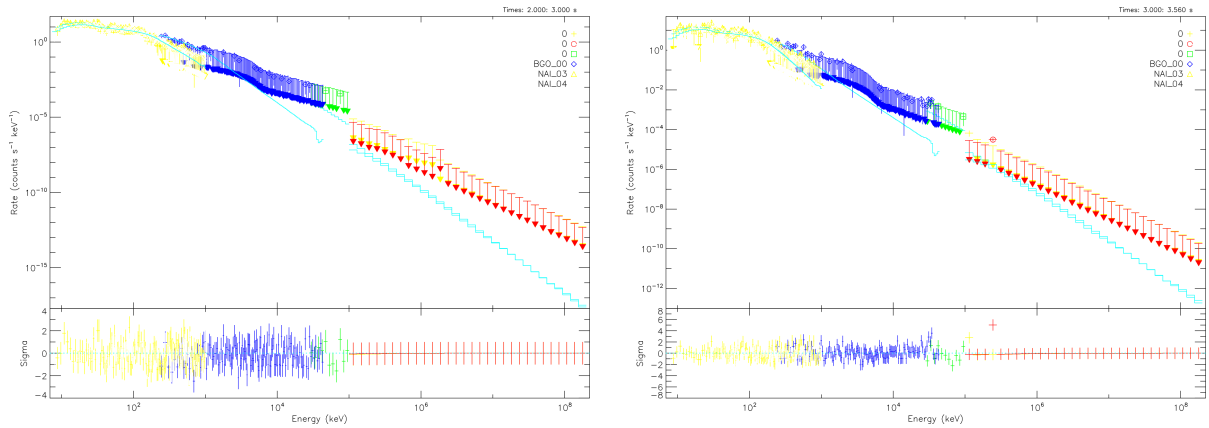 Times: 2.000: 3.000 s
0
0
0
BGO_00
NAI_03
NAI_04
Rate (counts s⁻¹ keV⁻¹)
10⁰
10⁻⁵
10⁻¹⁰
10⁻¹⁵
Sigma
4
2
0
−2
−4
10² 10⁴ 10⁶ 10⁸
Energy (keV)
Times: 3.000: 3.560 s
0
0
0
BGO_00
NAI_03
NAI_04
Rate (counts s⁻¹ keV⁻¹)
10²
10⁰
10⁻²
10⁻⁴
10⁻⁶
10⁻⁸
10⁻¹⁰
10⁻¹²
Sigma
8
6
4
2
0
−2
−4
−6
−8
10² 10⁴ 10⁶ 10⁸
Energy (keV)